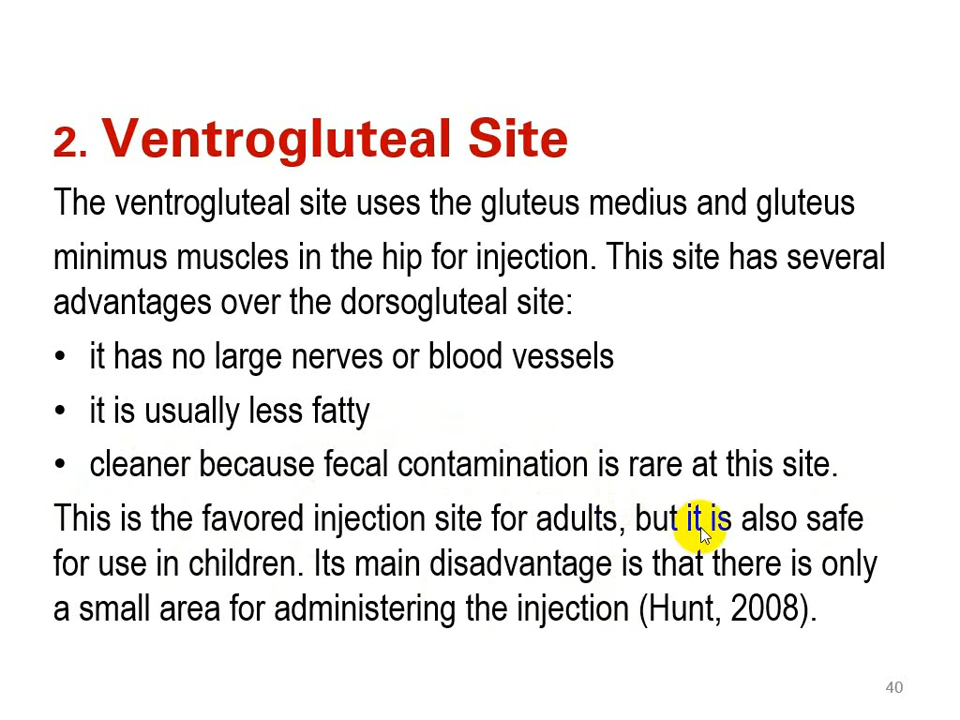 2. Ventrogluteal Site
The ventrogluteal site uses the gluteus medius and gluteus
minimus muscles in the hip for injection. This site has several
advantages over the dorsogluteal site:
• it has no large nerves or blood vessels
• it is usually less fatty
• cleaner because fecal contamination is rare at this site.
This is the favored injection site for adults, but it is also safe
for use in children. Its main disadvantage is that there is only
a small area for administering the injection (Hunt, 2008).
40